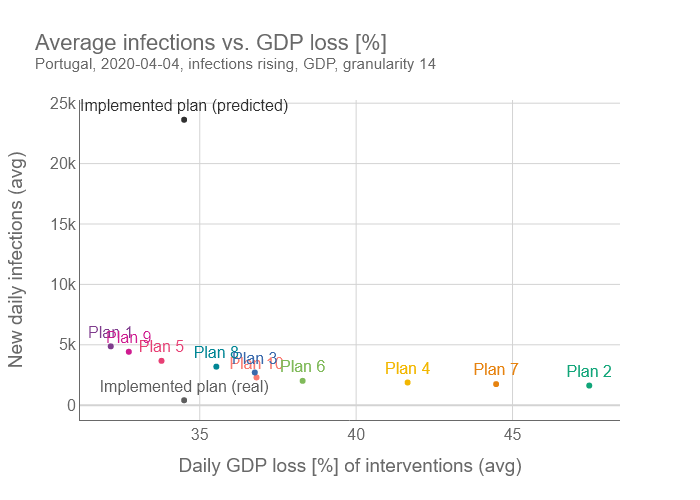 Average infections vs. GDP loss [%]
Portugal, 2020-04-04, infections rising, GDP, granularity 14
25k
Implemented plan (predicted)
20k
15k
10k
5k
0
New daily infections (avg)
Plan 1
Plan 9
Plan 5
Plan 8
Plan 3
Plan 10
Plan 6
Plan 4
Plan 7
Plan 2
Implemented plan (real)
35
40
45
Daily GDP loss [%] of interventions (avg)